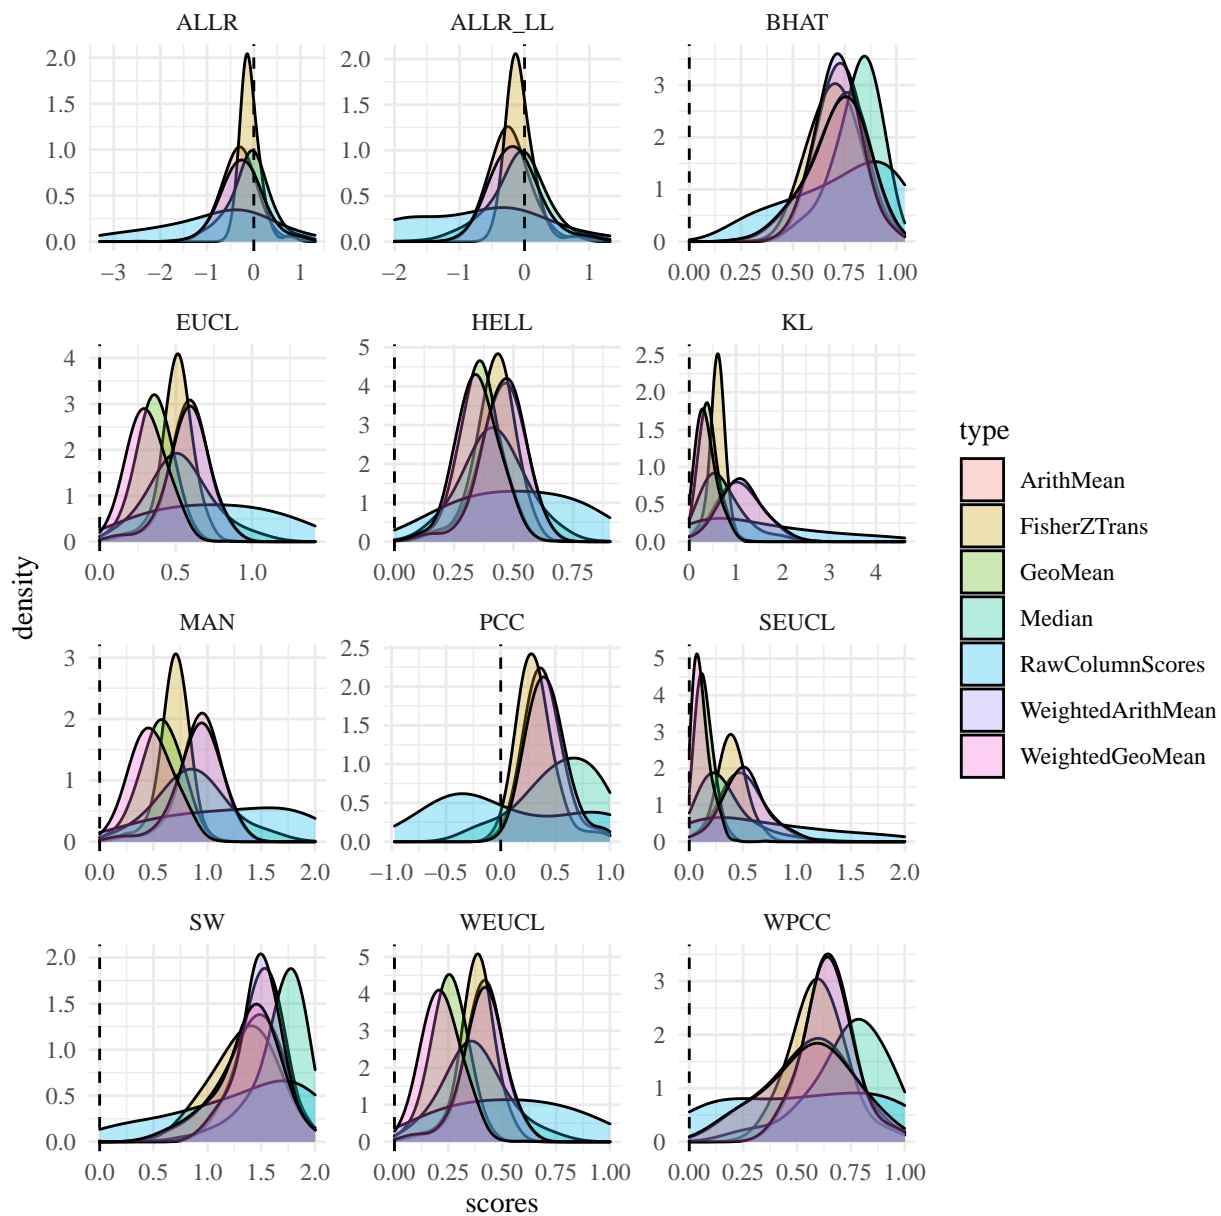 ALLR ALLR_LL BHAT
2.0 1.5 1.0 0.5 0.0
2.0 1.5 1.0 0.5 0.0
3 2 1 0
−3 −2 −1 0 1 −2 −1 0 1 0.00 0.25 0.50 0.75 1.00
EUCL HELL KL
4 3 2 1 0
5 4 3 2 1 0
2.5 2.0 1.5 1.0 0.5 0.0
0.0 0.5 1.0 0.00 0.25 0.50 0.75 0 1 2 3 4
density
MAN PCC SEUCL
3 2 1 0
2.5 2.0 1.5 1.0 0.5 0.0
5 4 3 2 1 0
0.0 0.5 1.0 1.5 2.0 −1.0 −0.5 0.0 0.5 1.0 0.0 0.5 1.0 1.5 2.0
SW WEUCL WPCC
2.0 1.5 1.0 0.5 0.0
5 4 3 2 1 0
3 2 1 0
0.0 0.5 1.0 1.5 2.0 0.00 0.25 0.50 0.75 1.00 0.00 0.25 0.50 0.75 1.00
scores
type
ArithMean
FisherZTrans
GeoMean
Median
RawColumnScores
WeightedArithMean
WeightedGeoMean